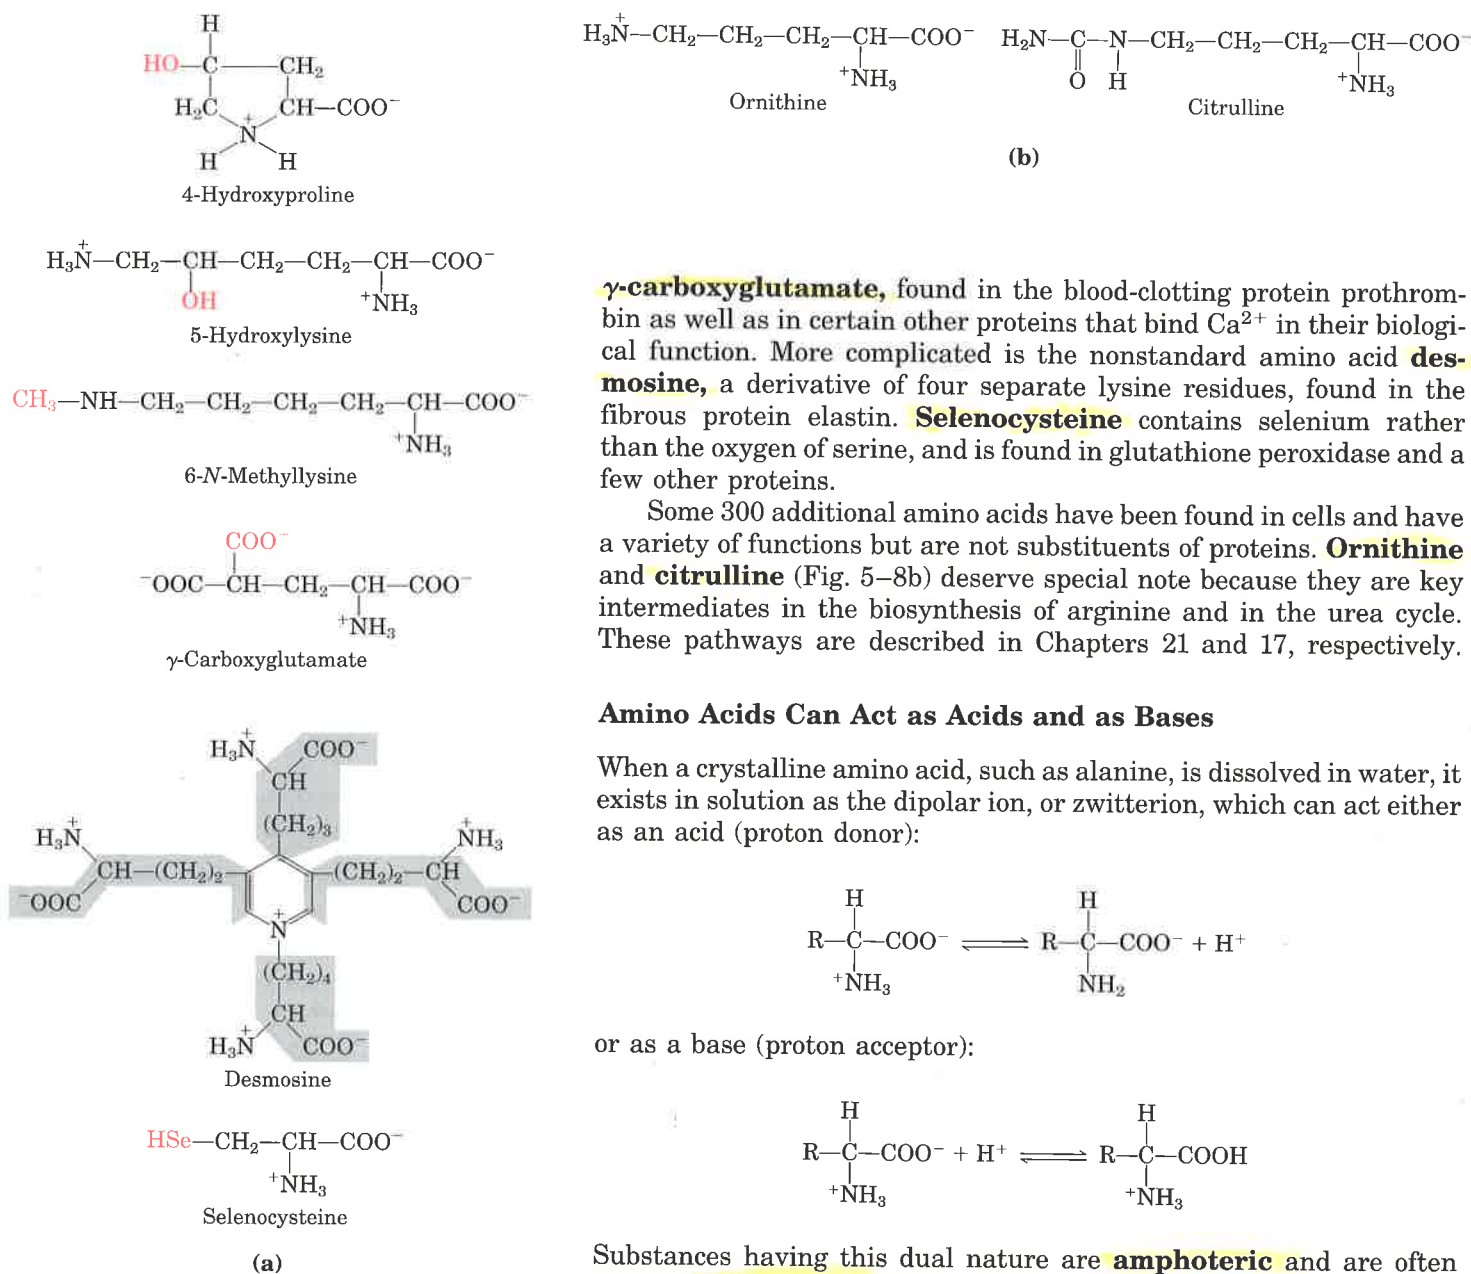 H
HO—C——CH₂
H₂C CH—COO⁻
N⁺
H H
4-Hydroxyproline
H₃N⁺—CH₂—CH—CH₂—CH₂—CH—COO⁻
OH ⁺NH₃
5-Hydroxylysine
CH₃—NH—CH₂—CH₂—CH₂—CH₂—CH—COO⁻
⁺NH₃
6-N-Methyllysine
COO⁻
⁻OOC—CH—CH₂—CH—COO⁻
⁺NH₃
γ-Carboxyglutamate
H₃N⁺ COO⁻
CH
(CH₂)₃
H₃N⁺ ⁺NH₃
CH—(CH₂)₂ (CH₂)₂—CH
⁻OOC COO⁻
N⁺
(CH₂)₄
CH
H₃N⁺ COO⁻
Desmosine
HSe—CH₂—CH—COO⁻
⁺NH₃
Selenocysteine
(a)
H₃N⁺—CH₂—CH₂—CH₂—CH—COO⁻
⁺NH₃
Ornithine
H₂N—C—N—CH₂—CH₂—CH₂—CH—COO⁻
O H ⁺NH₃
Citrulline
(b)
γ-carboxyglutamate, found in the blood-clotting protein prothrom-
bin as well as in certain other proteins that bind Ca²⁺ in their biologi-
cal function. More complicated is the nonstandard amino acid des-
mosine, a derivative of four separate lysine residues, found in the
fibrous protein elastin. Selenocysteine contains selenium rather
than the oxygen of serine, and is found in glutathione peroxidase and a
few other proteins.
Some 300 additional amino acids have been found in cells and have
a variety of functions but are not substituents of proteins. Ornithine
and citrulline (Fig. 5–8b) deserve special note because they are key
intermediates in the biosynthesis of arginine and in the urea cycle.
These pathways are described in Chapters 21 and 17, respectively.
Amino Acids Can Act as Acids and as Bases
When a crystalline amino acid, such as alanine, is dissolved in water, it
exists in solution as the dipolar ion, or zwitterion, which can act either
as an acid (proton donor):
H H
R—C—COO⁻ ⇌ R—C—COO⁻ + H⁺
⁺NH₃ NH₂
or as a base (proton acceptor):
H H
R—C—COO⁻ + H⁺ ⇌ R—C—COOH
⁺NH₃ ⁺NH₃
Substances having this dual nature are amphoteric and are often